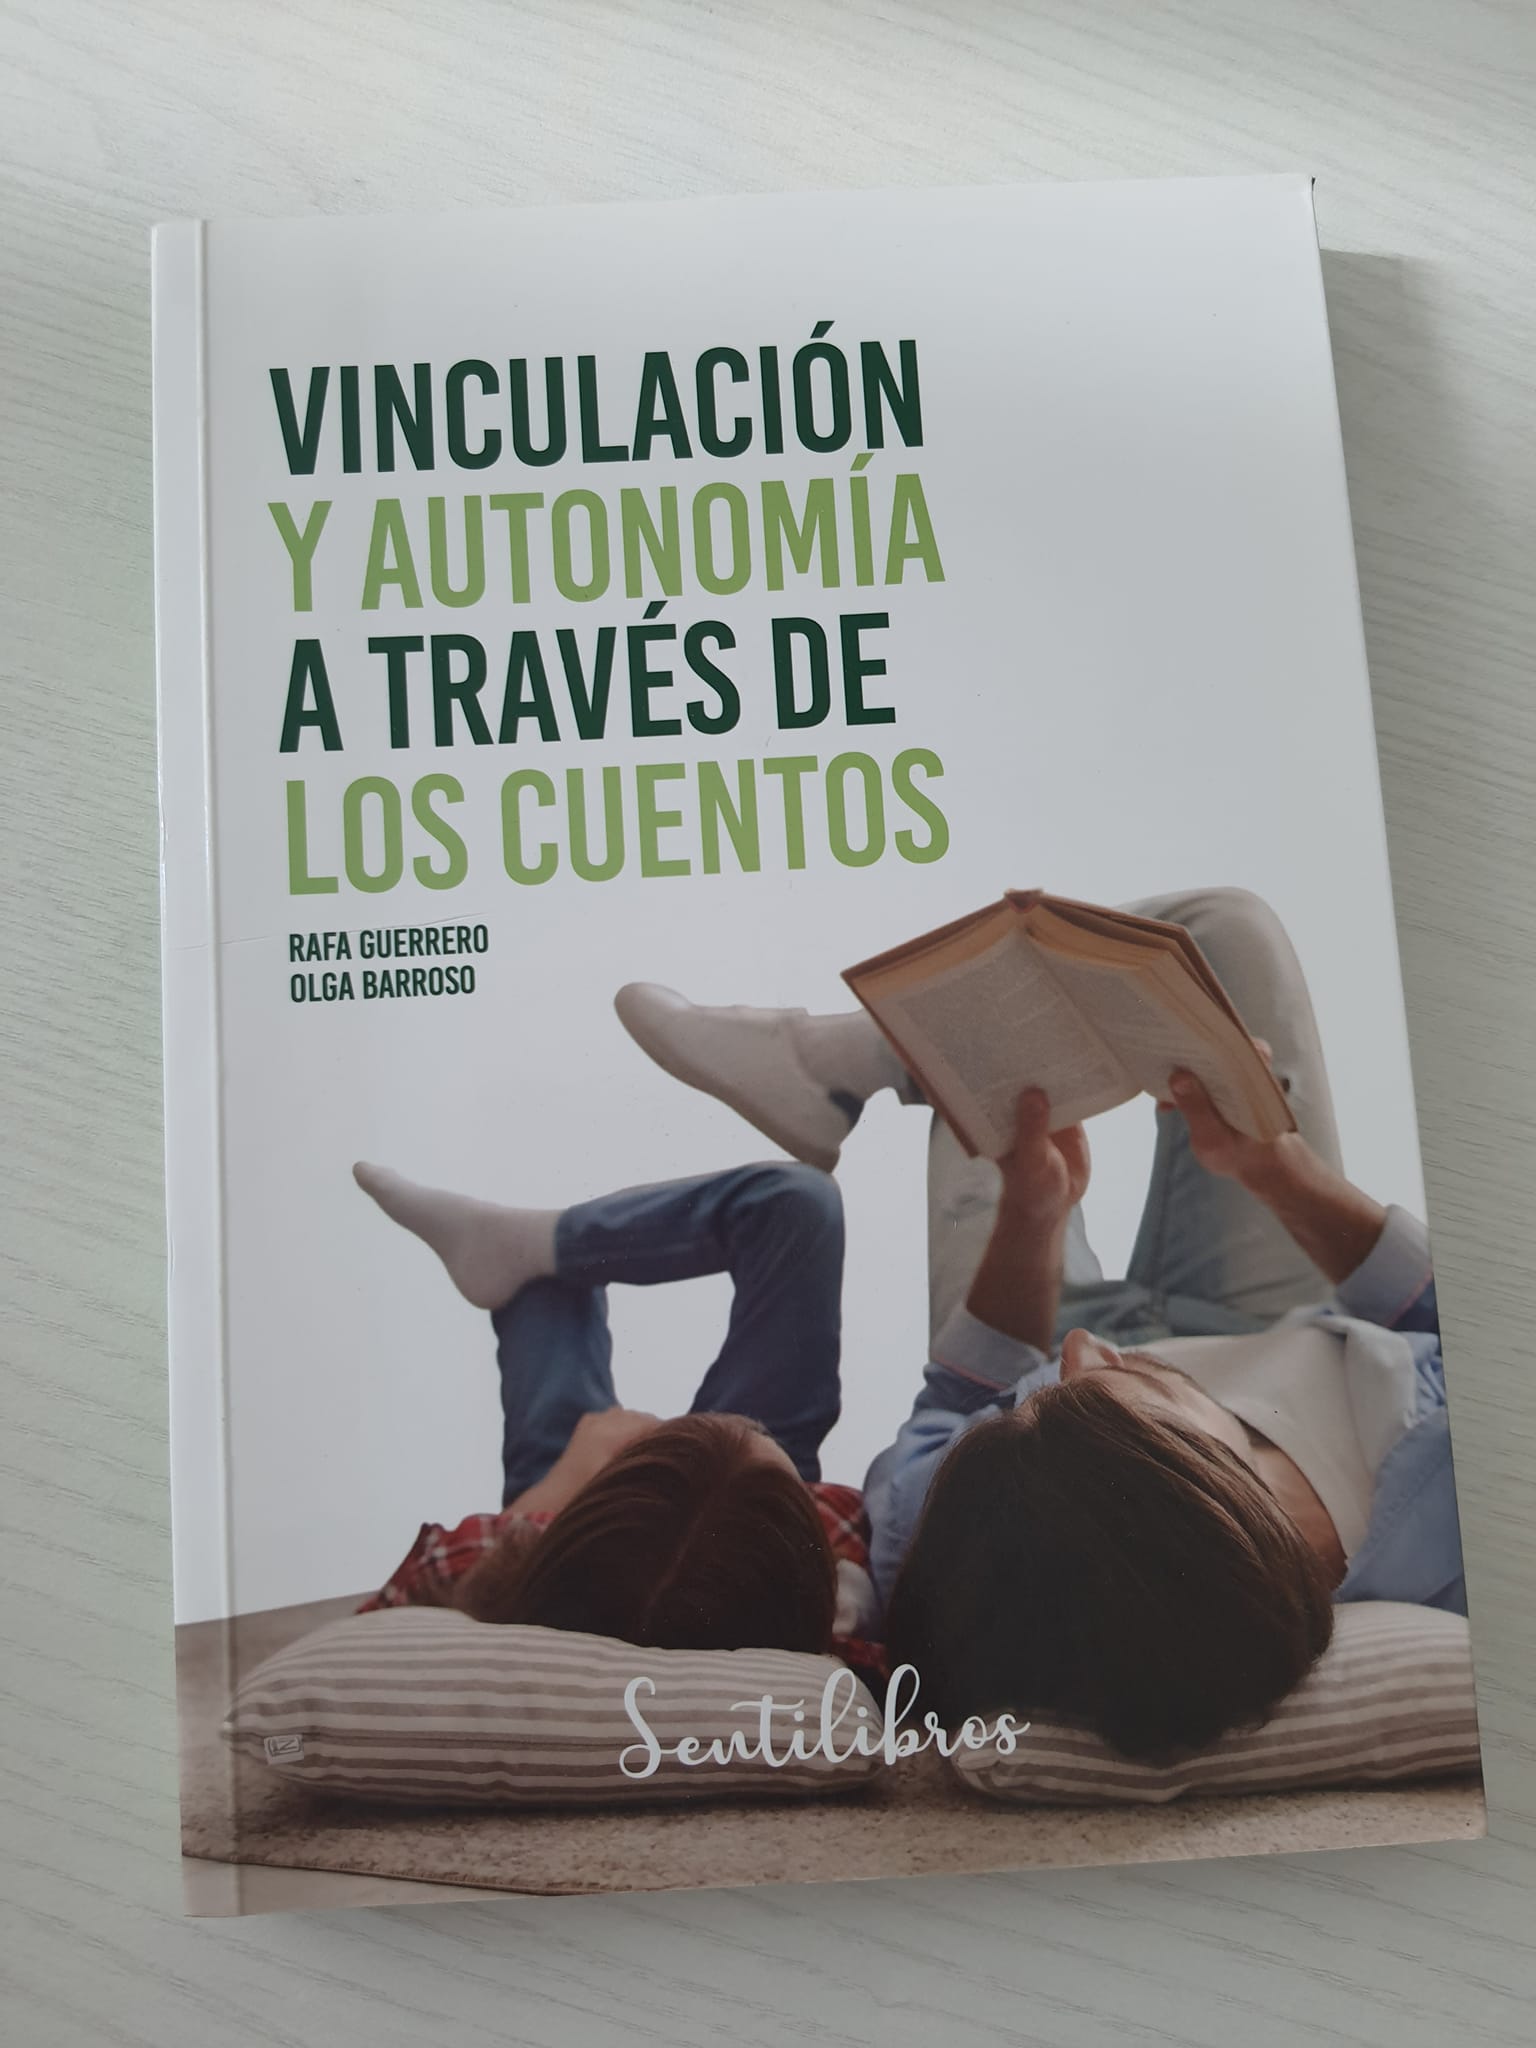 VINCULACIÓN
Y AUTONOMÍA
A TRAVÉS DE
LOS CUENTOS
RAFA GUERRERO
OLGA BARROSO
Sentilibros